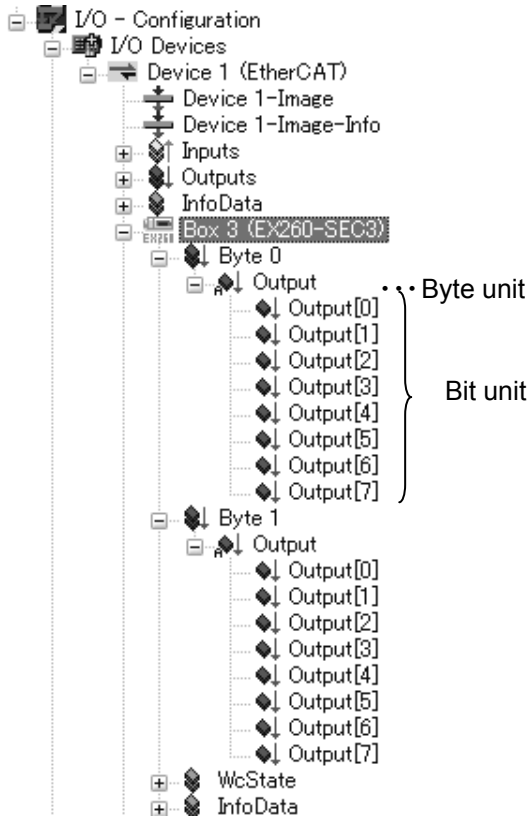 I/O - Configuration
I/O Devices
Device 1 (EtherCAT)
Device 1-Image
Device 1-Image-Info
Inputs
Outputs
InfoData
EX260 Box 3 (EX260-SEC3)
Byte 0
Output ･･･Byte unit
Output[0]
Output[1]
Output[2]
Output[3]
Bit unit
Output[4]
Output[5]
Output[6]
Output[7]
Byte 1
Output
Output[0]
Output[1]
Output[2]
Output[3]
Output[4]
Output[5]
Output[6]
Output[7]
WcState
InfoData